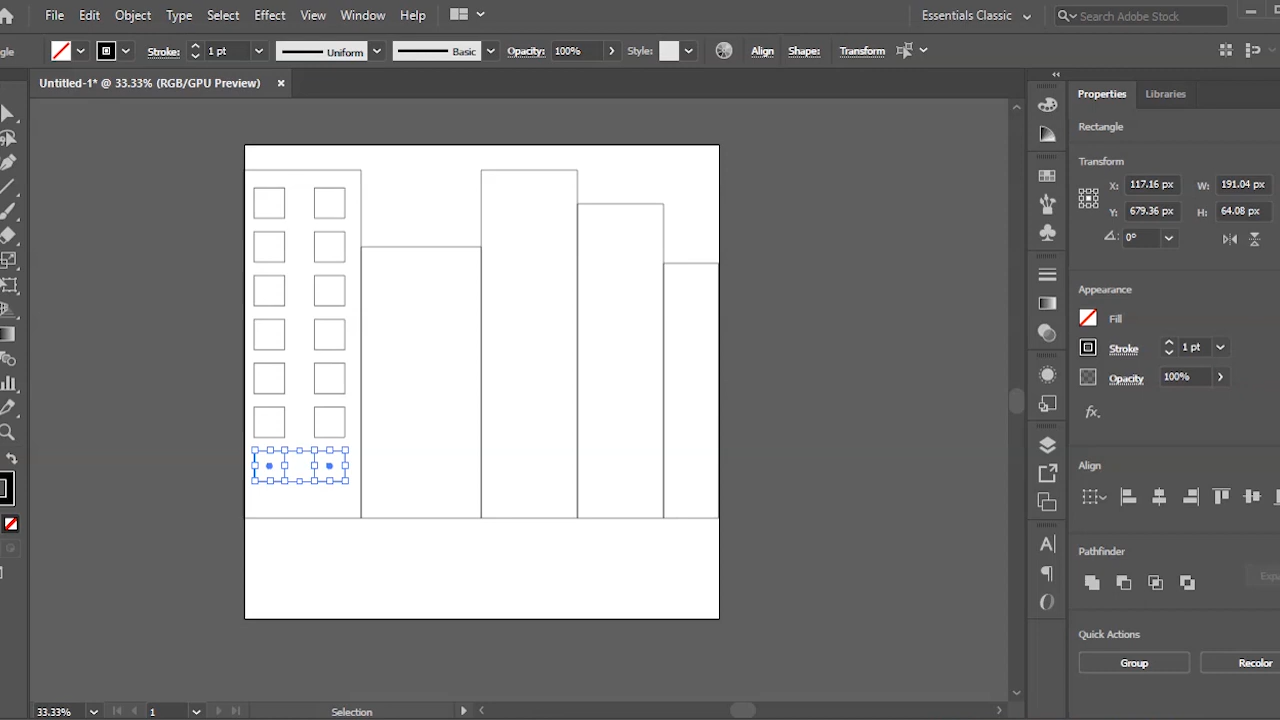 File Edit Object Type Select Effect View Window Help Essentials Classic Search Adobe Stock
gle Stroke: 1 pt Uniform Basic Opacity: 100% Style: Align Shape: Transform
Untitled-1* @ 33.33% (RGB/GPU Preview) ×
Properties Libraries
Rectangle
Transform
X: 117.16 px W: 191.04 px
Y: 679.36 px H: 64.08 px
0°
Appearance
Fill
Stroke 1 pt
Opacity 100%
fx.
Align
Pathfinder
Expa
Quick Actions
Group Recolor
33.33% 1 Selection